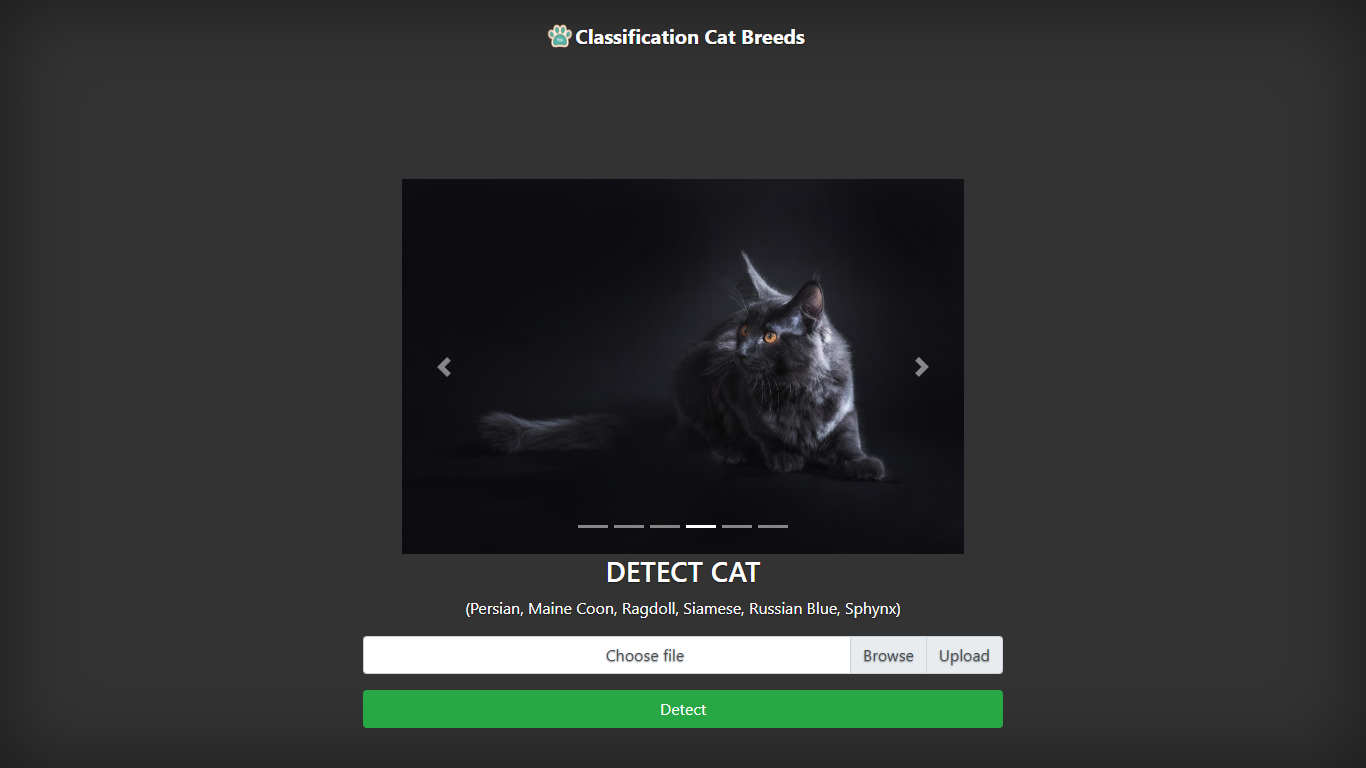 Classification Cat Breeds
DETECT CAT
(Persian, Maine Coon, Ragdoll, Siamese, Russian Blue, Sphynx)
Choose file Browse Upload
Detect